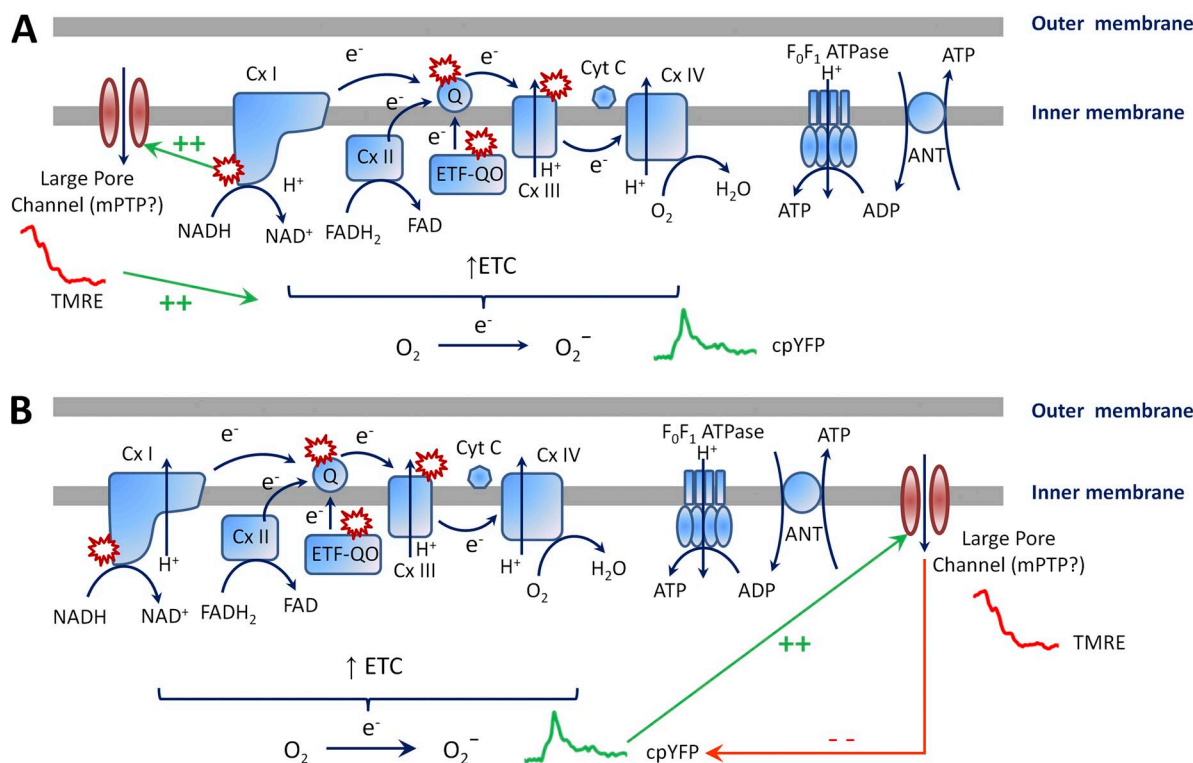 A
Outer membrane
Cx I
e⁻
e⁻
Cyt C
Cx IV
F₀F₁ ATPase
H⁺
ATP
Q
Inner membrane
++
e⁻
Cx II
e⁻
ETF-QO
H⁺
Cx III
e⁻
H⁺
ANT
Large Pore
Channel (mPTP?)
H⁺
NADH
NAD⁺
FADH₂
FAD
O₂
H₂O
ATP
ADP
TMRE
++
↑ETC
e⁻
O₂
O₂⁻
cpYFP
B
Outer membrane
Cx I
e⁻
e⁻
Cyt C
Cx IV
F₀F₁ ATPase
H⁺
ATP
Q
Inner membrane
e⁻
Cx II
e⁻
ETF-QO
H⁺
Cx III
e⁻
H⁺
ANT
Large Pore
Channel (mPTP?)
H⁺
NADH
NAD⁺
FADH₂
FAD
O₂
H₂O
ATP
ADP
TMRE
++
↑ ETC
e⁻
O₂
O₂⁻
cpYFP
- -